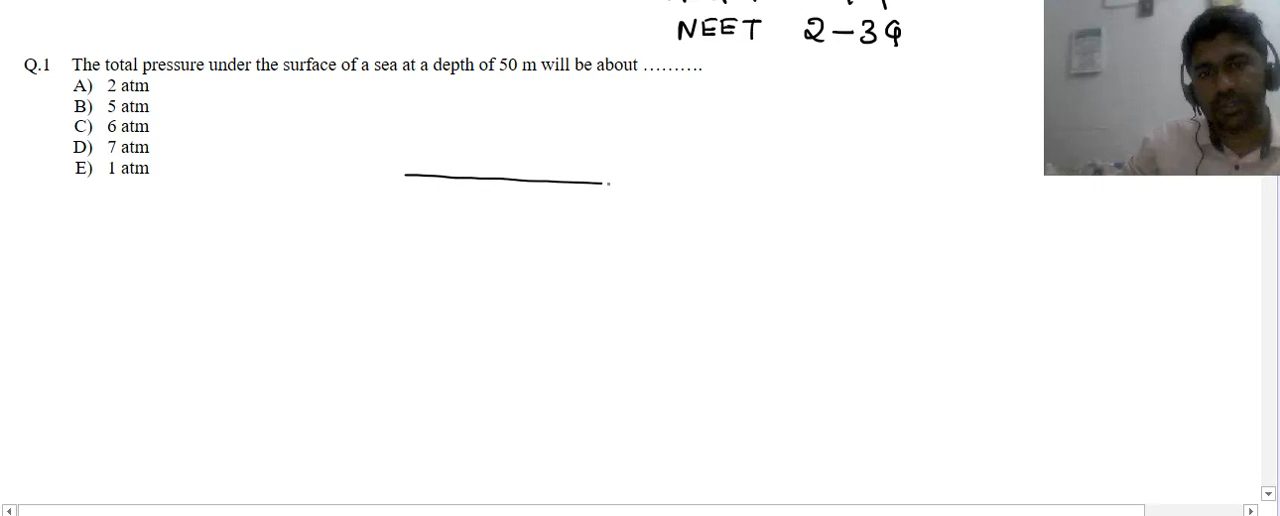 NEET 2-3Q
Q.1 The total pressure under the surface of a sea at a depth of 50 m will be about ..........
A) 2 atm
B) 5 atm
C) 6 atm
D) 7 atm
E) 1 atm